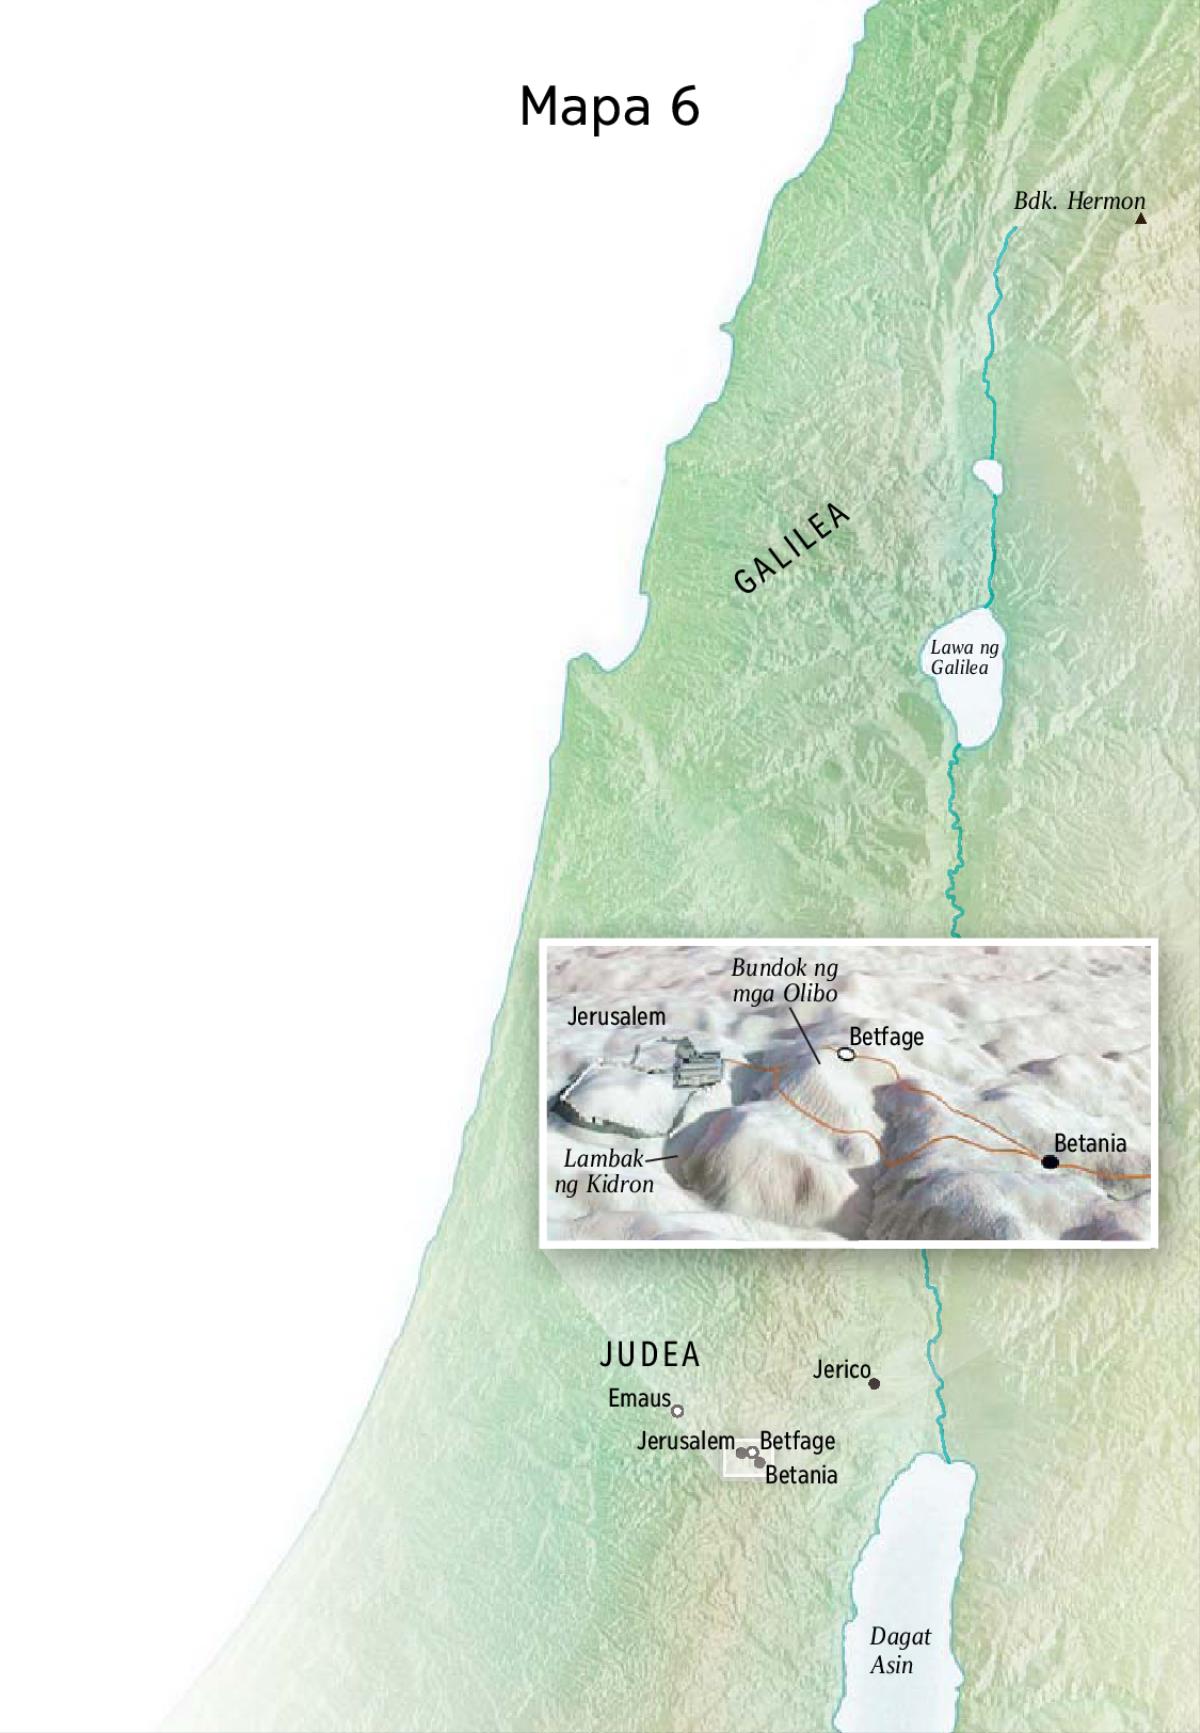 Mapa 6
Bdk. Hermon
GALILEA
Lawa ng
Galilea
Bundok ng
mga Olibo
Jerusalem
Betfage
Betania
Lambak
ng Kidron
JUDEA
Jerico
Emaus
Jerusalem
Betfage
Betania
Dagat
Asin